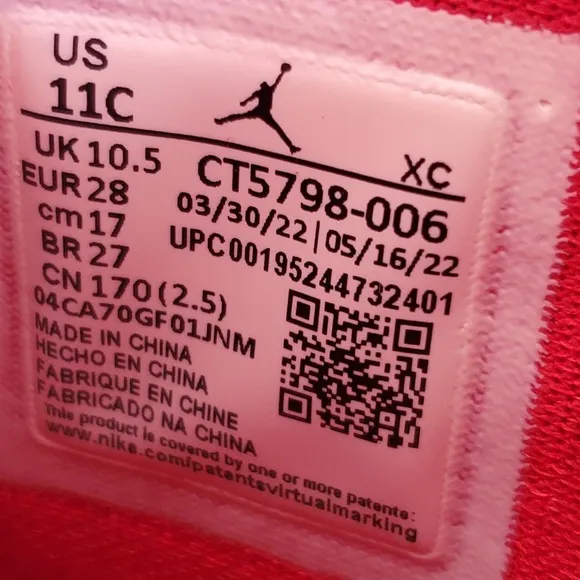 US
11C
XC
UK 10.5
CT5798-006
EUR 28
03/30/22|05/16/22
cm 17
UPC00195244732401
BR 27
CN 170 (2.5)
04CA70GF01JNM
MADE IN CHINA
HECHO EN CHINA
FABRIQUE EN CHINE
FABRICADO NA CHINA
This product is covered by one or more patents:
www.nike.com/patentsvirtualmarking